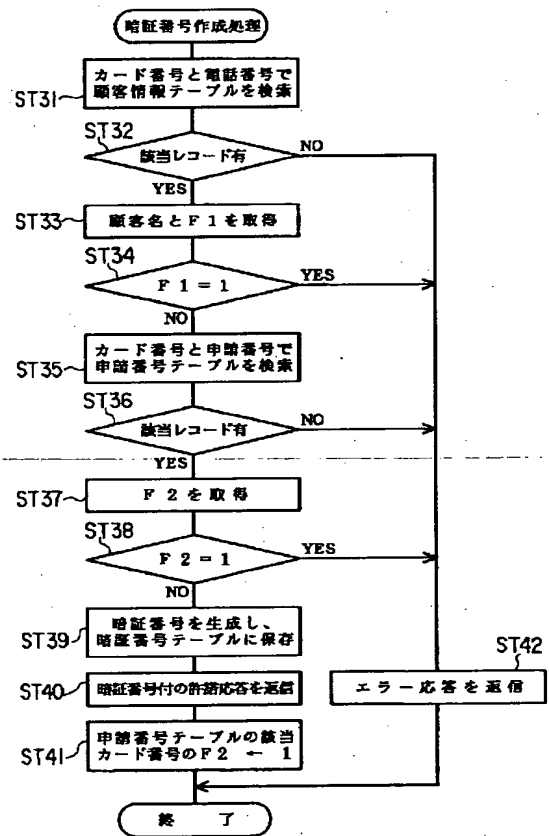 暗証番号作成処理
ST31
カード番号と電話番号で
顧客情報テーブルを検索
ST32
該当レコード有
NO
YES
ST33
顧客名とF1を取得
ST34
F1=1
YES
NO
ST35
カード番号と申請番号で
申請番号テーブルを検索
ST36
該当レコード有
NO
YES
ST37
F2を取得
ST38
F2=1
YES
NO
ST39
暗証番号を生成し、
暗証番号テーブルに保存
ST42
エラー応答を返信
ST40
暗証番号付の許諾応答を返信
ST41
申請番号テーブルの該当
カード番号のF2 ← 1
終 了